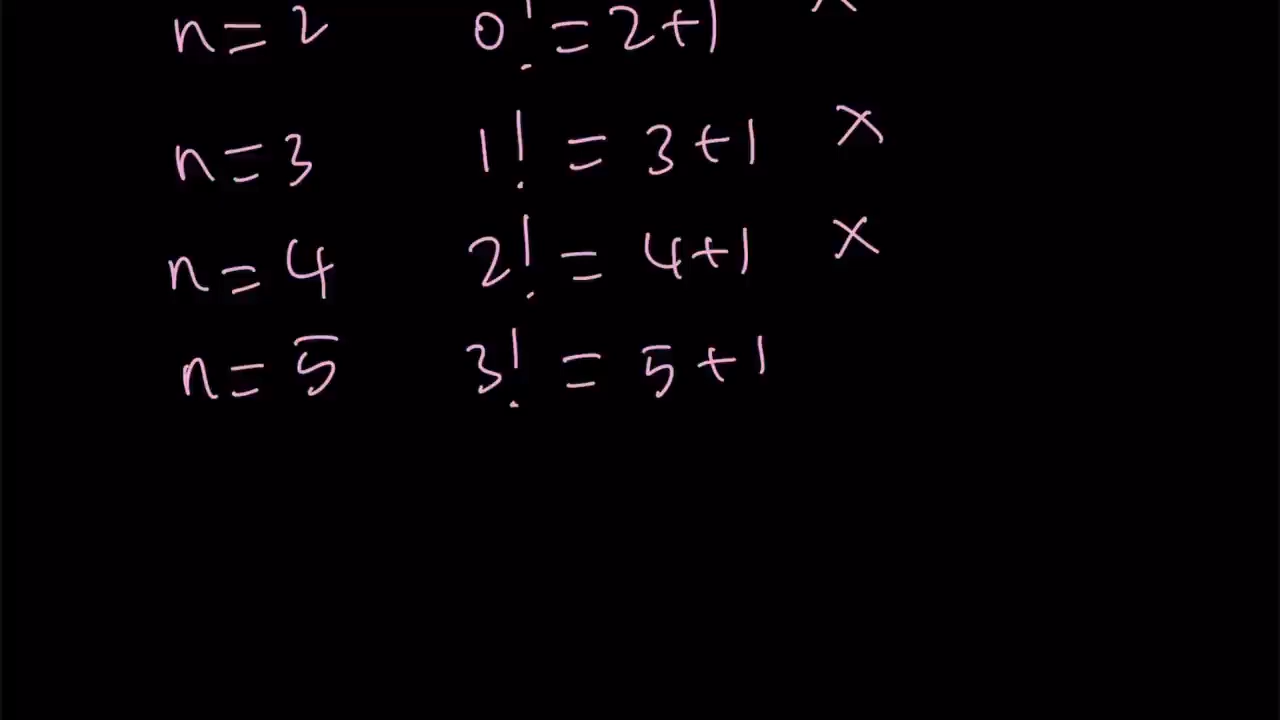 n=2 0!=2+1 x
n=3 1!=3+1 x
n=4 2!=4+1 x
n=5 3!=5+1